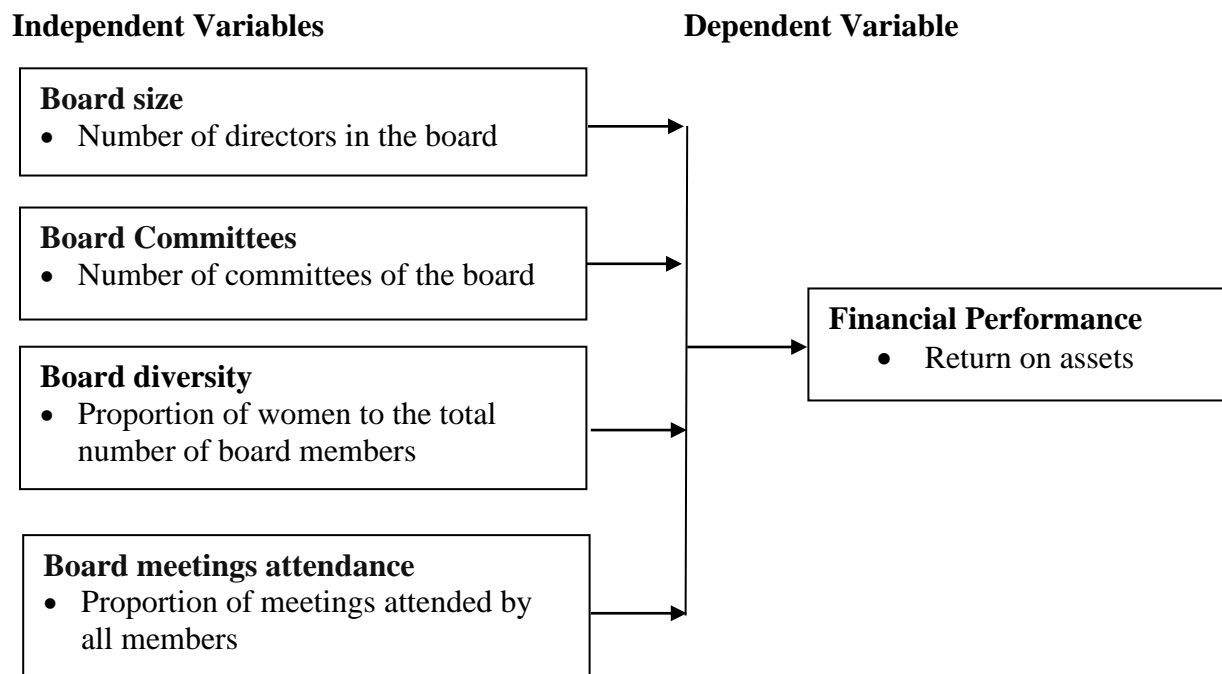 Independent Variables
Dependent Variable
Board size
• Number of directors in the board
Board Committees
• Number of committees of the board
Board diversity
• Proportion of women to the total
number of board members
Board meetings attendance
• Proportion of meetings attended by
all members
Financial Performance
• Return on assets